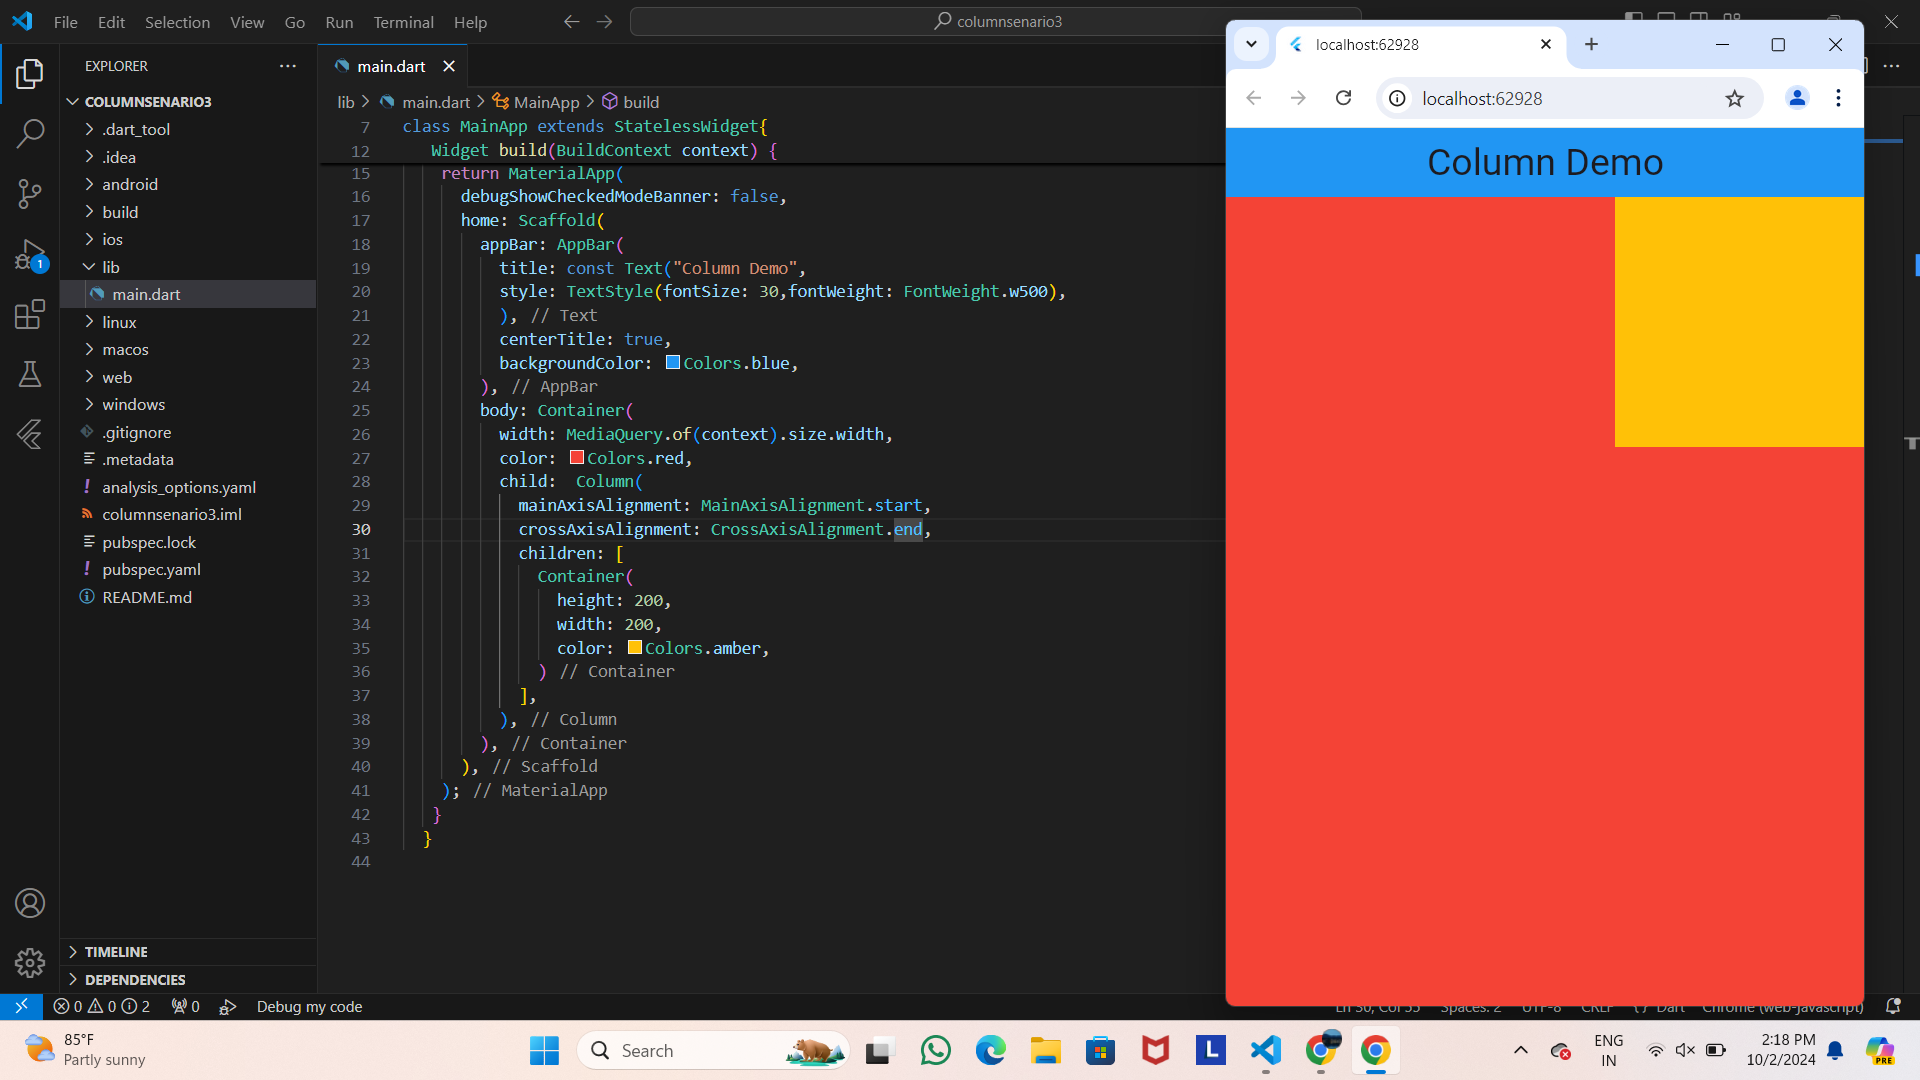 File Edit Selection View Go Run Terminal Help
columnsenario3
EXPLORER
COLUMNSENARIO3
.dart_tool
.idea
android
build
ios
lib
main.dart
linux
macos
web
windows
.gitignore
.metadata
analysis_options.yaml
columnsenario3.iml
pubspec.lock
pubspec.yaml
README.md
TIMELINE
DEPENDENCIES
1
main.dart
lib > main.dart > MainApp > build
7 class MainApp extends StatelessWidget{
12 Widget build(BuildContext context) {
15 return MaterialApp(
16 debugShowCheckedModeBanner: false,
17 home: Scaffold(
18 appBar: AppBar(
19 title: const Text("Column Demo",
20 style: TextStyle(fontSize: 30,fontWeight: FontWeight.w500),
21 ), // Text
22 centerTitle: true,
23 backgroundColor: Colors.blue,
24 ), // AppBar
25 body: Container(
26 width: MediaQuery.of(context).size.width,
27 color: Colors.red,
28 child:  Column(
29 mainAxisAlignment: MainAxisAlignment.start,
30 crossAxisAlignment: CrossAxisAlignment.end,
31 children: [
32 Container(
33 height: 200,
34 width: 200,
35 color: Colors.amber,
36 ) // Container
37 ],
38 ), // Column
39 ), // Container
40 ), // Scaffold
41 ); // MaterialApp
42 }
43 }
44
localhost:62928
localhost:62928
Column Demo
0 0 2 0 Debug my code
Ln 30, Col 55 Spaces: 2 UTF-8 CRLF {} Dart Chrome (web-javascript)
85°F
Partly sunny
Search
L
ENG
IN
2:18 PM
10/2/2024
PRE